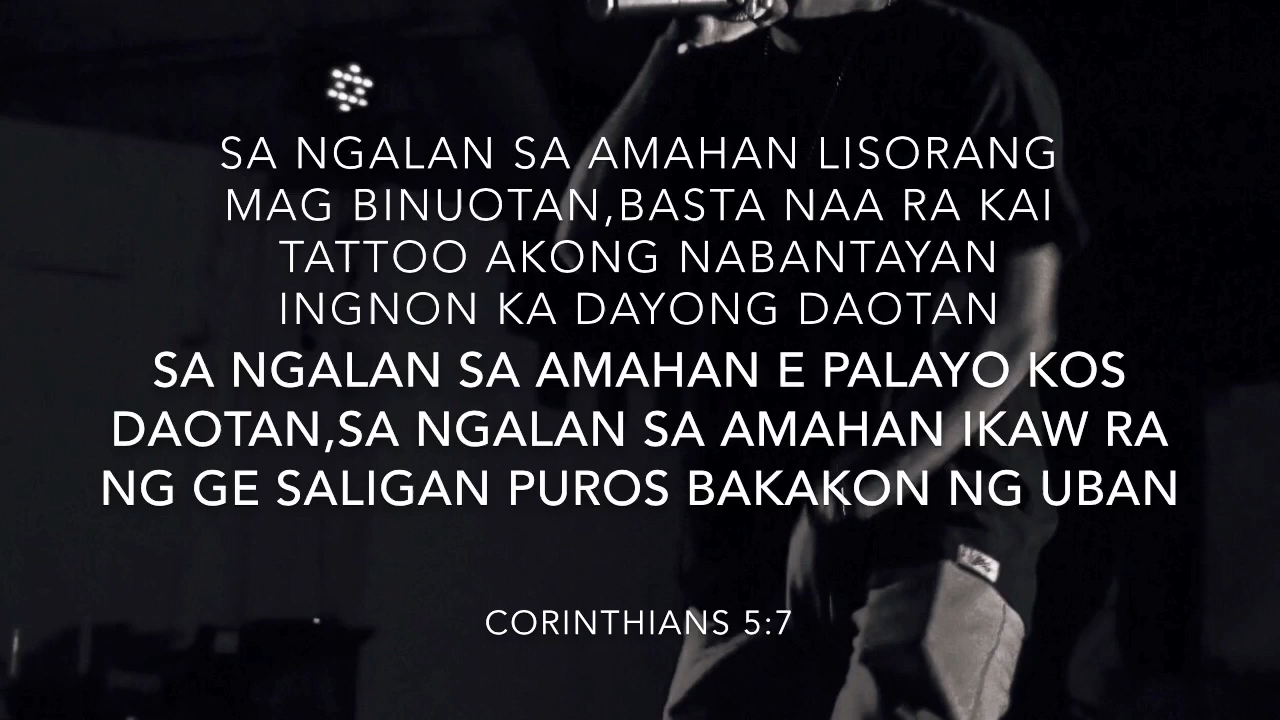 SA NGALAN SA AMAHAN LISORANG
MAG BINUOTAN,BASTA NAA RA KAI
TATTOO AKONG NABANTAYAN
INGNON KA DAYONG DAOTAN
SA NGALAN SA AMAHAN E PALAYO KOS
DAOTAN,SA NGALAN SA AMAHAN IKAW RA
NG GE SALIGAN PUROS BAKAKON NG UBAN
CORINTHIANS 5:7